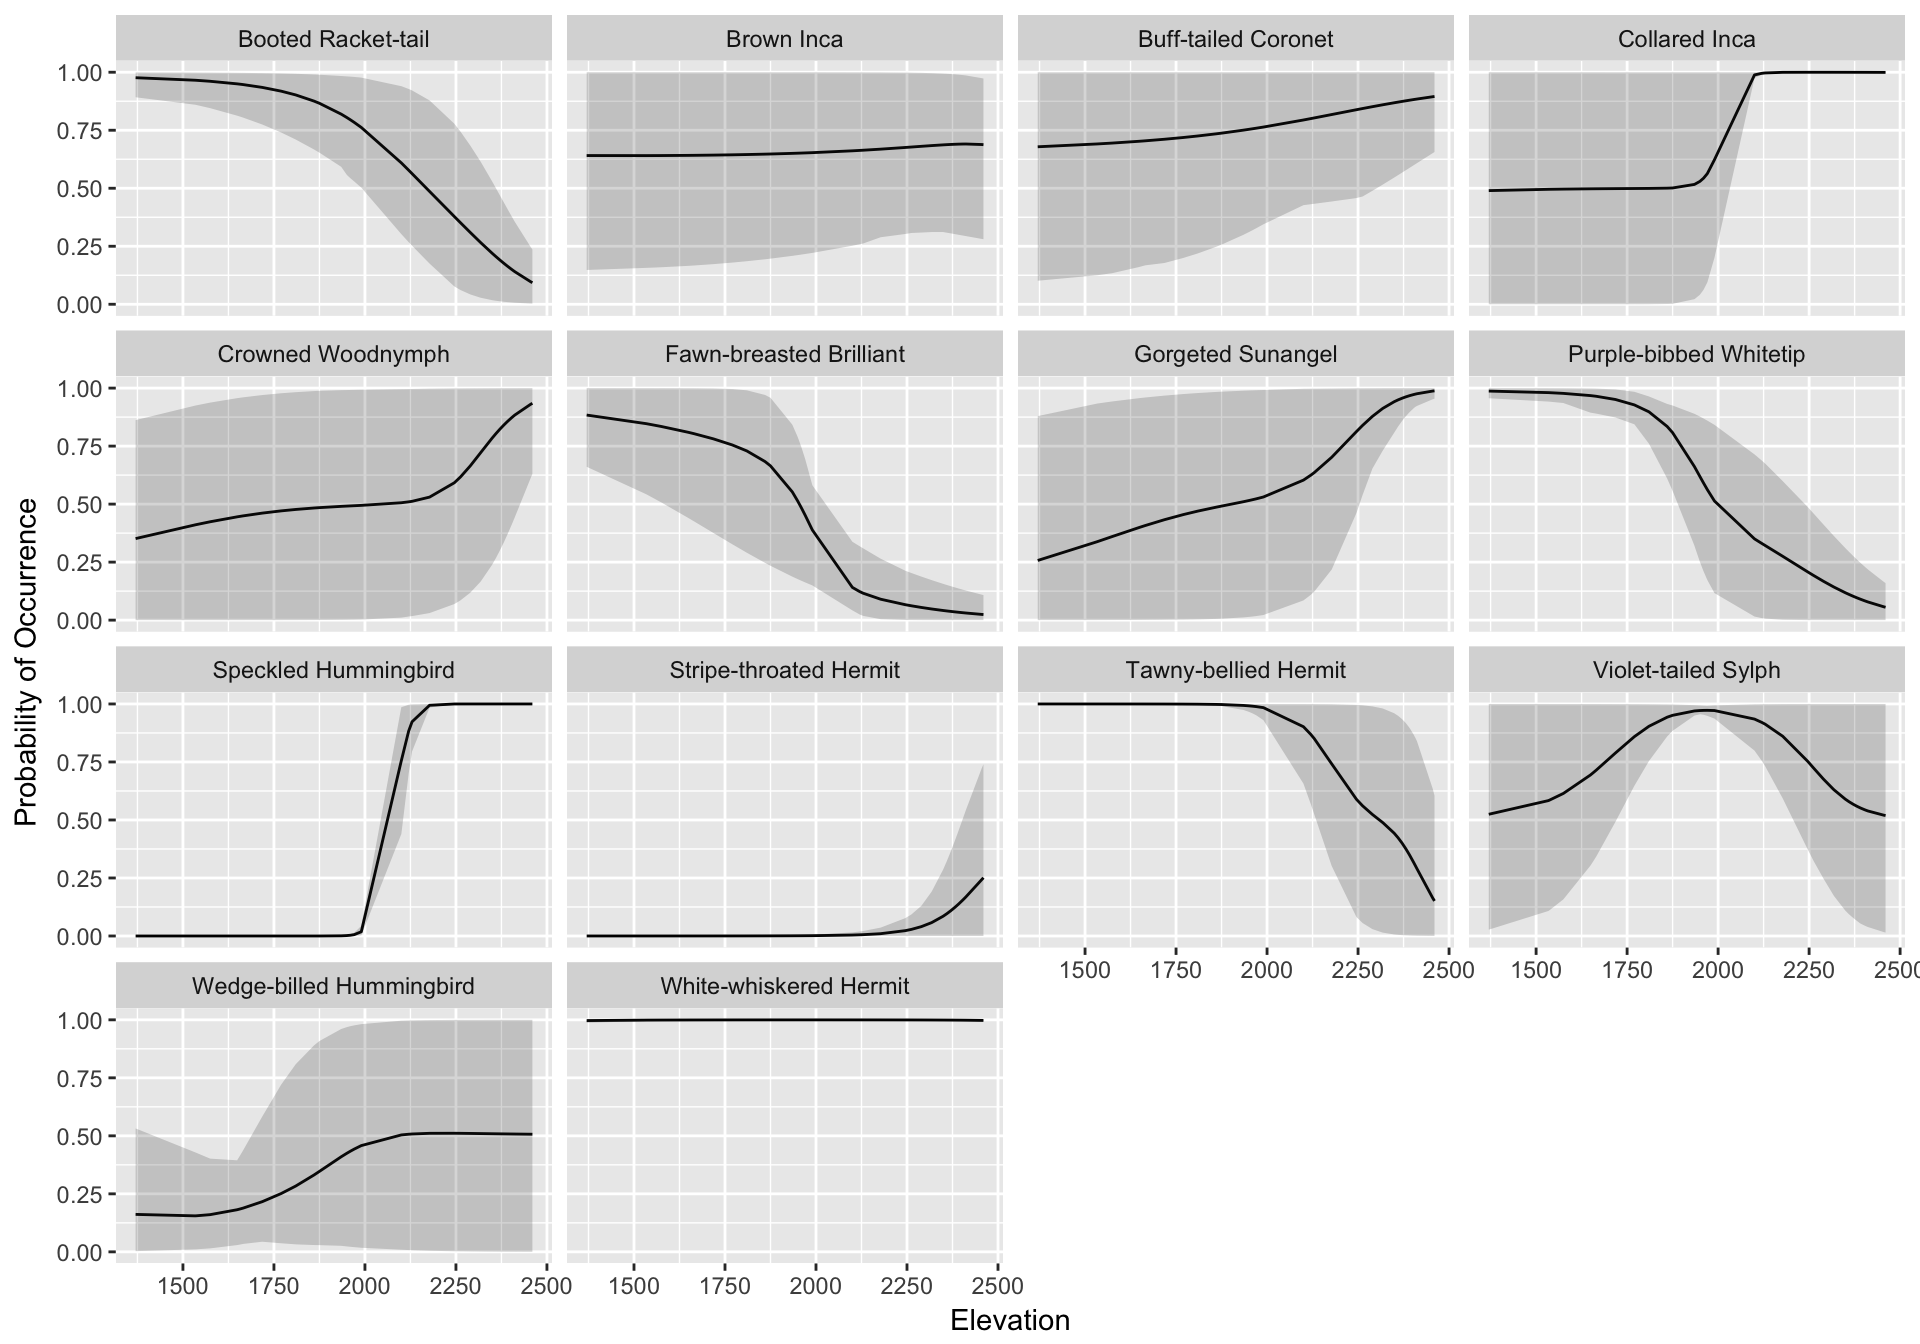 Booted Racket-tail
Brown Inca
Buff-tailed Coronet
Collared Inca
1.00
0.75
0.50
0.25
0.00
Crowned Woodnymph
Fawn-breasted Brilliant
Gorgeted Sunangel
Purple-bibbed Whitetip
1.00
0.75
0.50
0.25
0.00
Probability of Occurrence
Speckled Hummingbird
Stripe-throated Hermit
Tawny-bellied Hermit
Violet-tailed Sylph
1.00
0.75
0.50
0.25
0.00
1500 1750 2000 2250 2500
1500 1750 2000 2250 2500
Wedge-billed Hummingbird
White-whiskered Hermit
1.00
0.75
0.50
0.25
0.00
1500 1750 2000 2250 2500
1500 1750 2000 2250 2500
Elevation